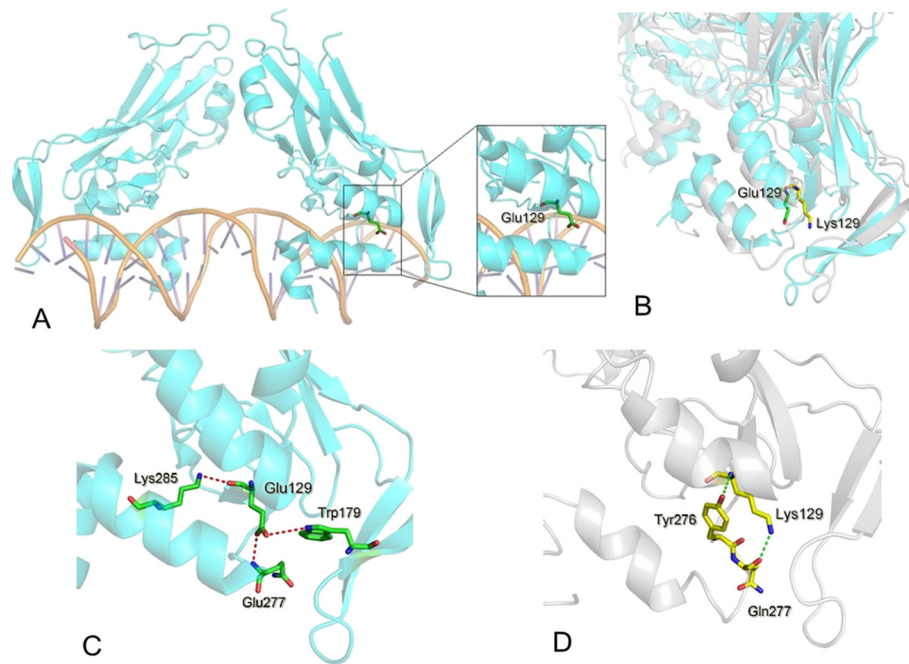 Glu129
A
Glu129
Lys129
B
Lys285
Glu129
Trp179
Glu277
C
Tyr276
Lys129
Gln277
D